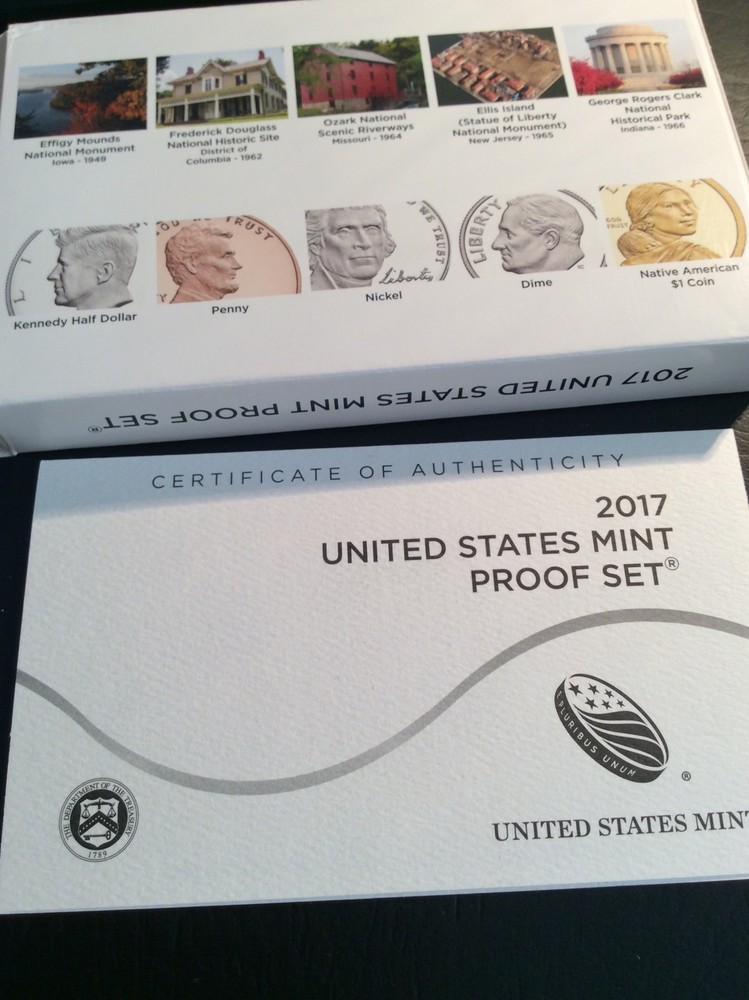 Effigy Mounds
National Monument
Iowa - 1949
Frederick Douglass
National Historic Site
District of
Columbia - 1962
Ozark National
Scenic Riverways
Missouri - 1964
Ellis Island
(Statue of Liberty
National Monument)
New Jersey - 1965
George Rogers Clark
National
Historical Park
Indiana - 1966
L I
Kennedy Half Dollar
OU WE TRUST
Penny
WE TRUST
Liberty
Nickel
LIBERTY
Dime
GOD
TRUST
Native American
$1 Coin
2017 UNITED STATES MINT PROOF SET®
CERTIFICATE OF AUTHENTICITY
2017
UNITED STATES MINT
PROOF SET®
E PLURIBUS UNUM
®
THE DEPARTMENT OF THE TREASURY
1789
UNITED STATES MINT